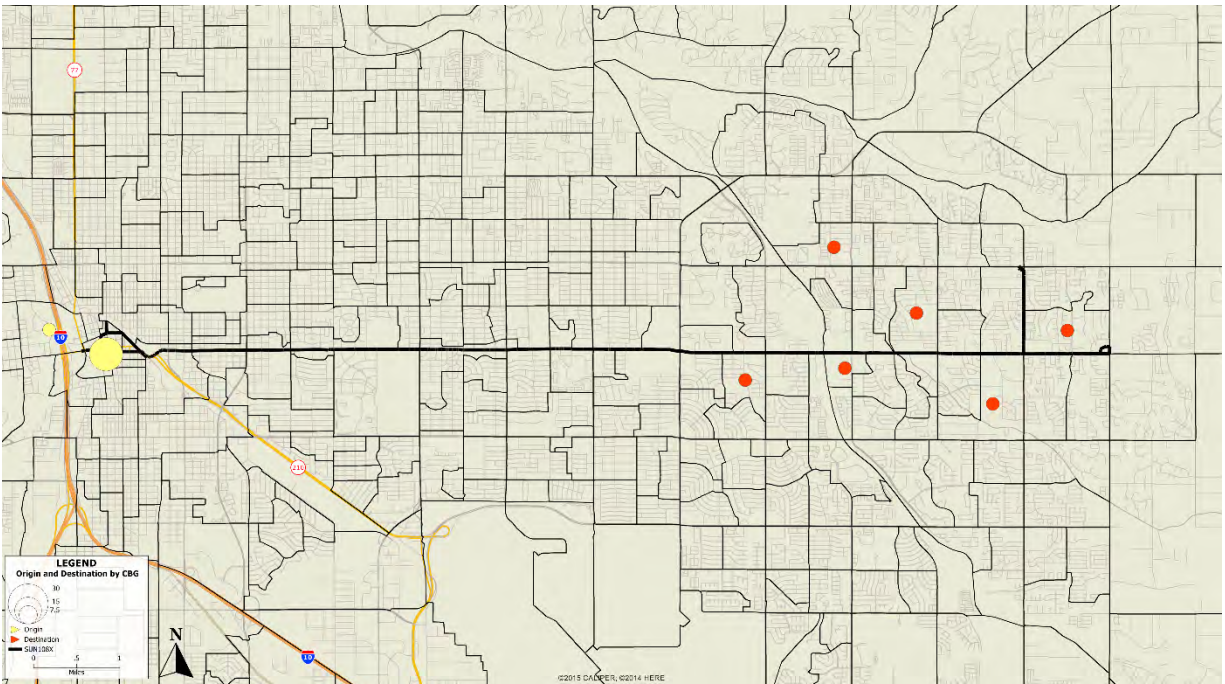 77
10
210
LEGEND
Origin and Destination by CBG
30
15
7.5
Origin
Destination
SUN108X
0 .5 1
Miles
N
10
©2015 CALIPER; ©2014 HERE